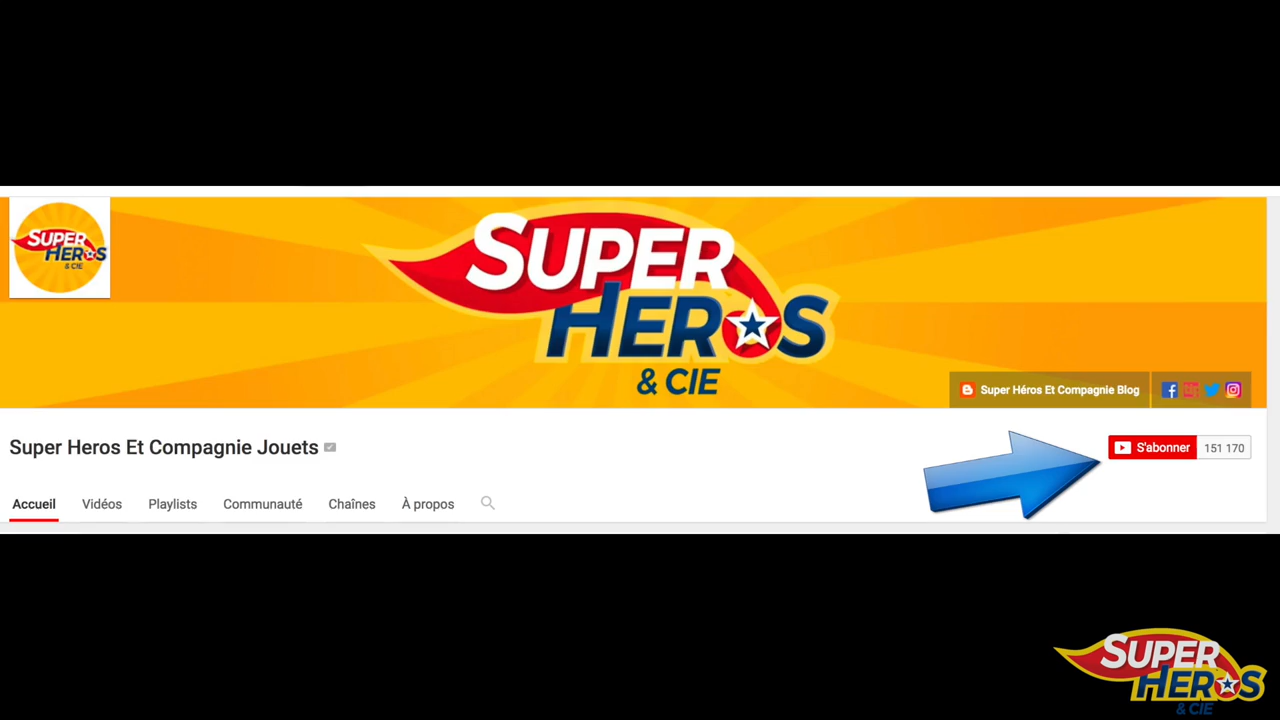 SUPER
HEROS
& CIE
SUPER
HEROS
& CIE
Super Héros Et Compagnie Blog
Super Heros Et Compagnie Jouets
S'abonner 151 170
Accueil Vidéos Playlists Communauté Chaînes À propos
SUPER
HEROS
& CIE